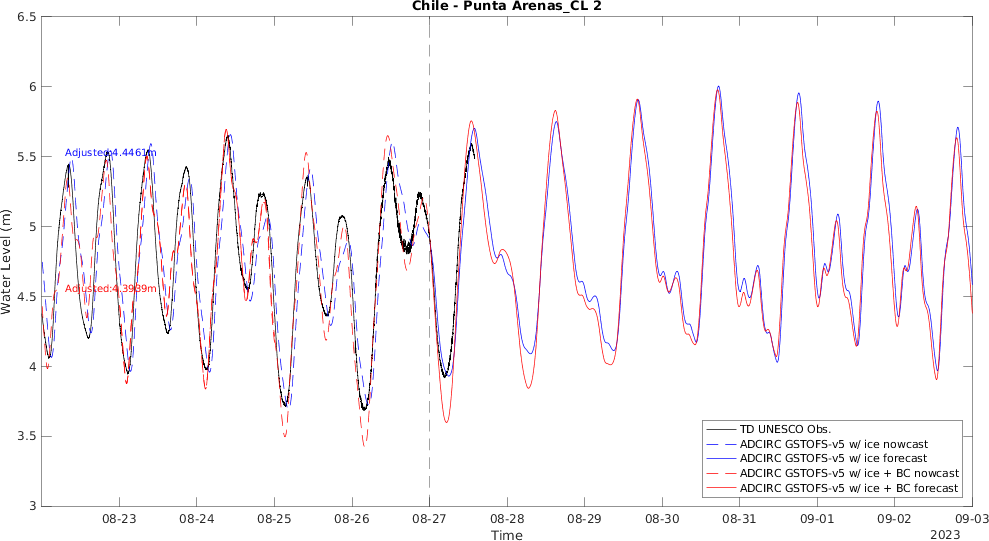 Chile - Punta Arenas_CL 2
6.5
6
5.5
5
4.5
4
3.5
3
Water Level (m)
Adjusted:4.4461m
Adjusted:4.3939m
TD UNESCO Obs.
ADCIRC GSTOFS-v5 w/ ice nowcast
ADCIRC GSTOFS-v5 w/ ice forecast
ADCIRC GSTOFS-v5 w/ ice + BC nowcast
ADCIRC GSTOFS-v5 w/ ice + BC forecast
08-23 08-24 08-25 08-26 08-27 08-28 08-29 08-30 08-31 09-01 09-02 09-03
Time
2023